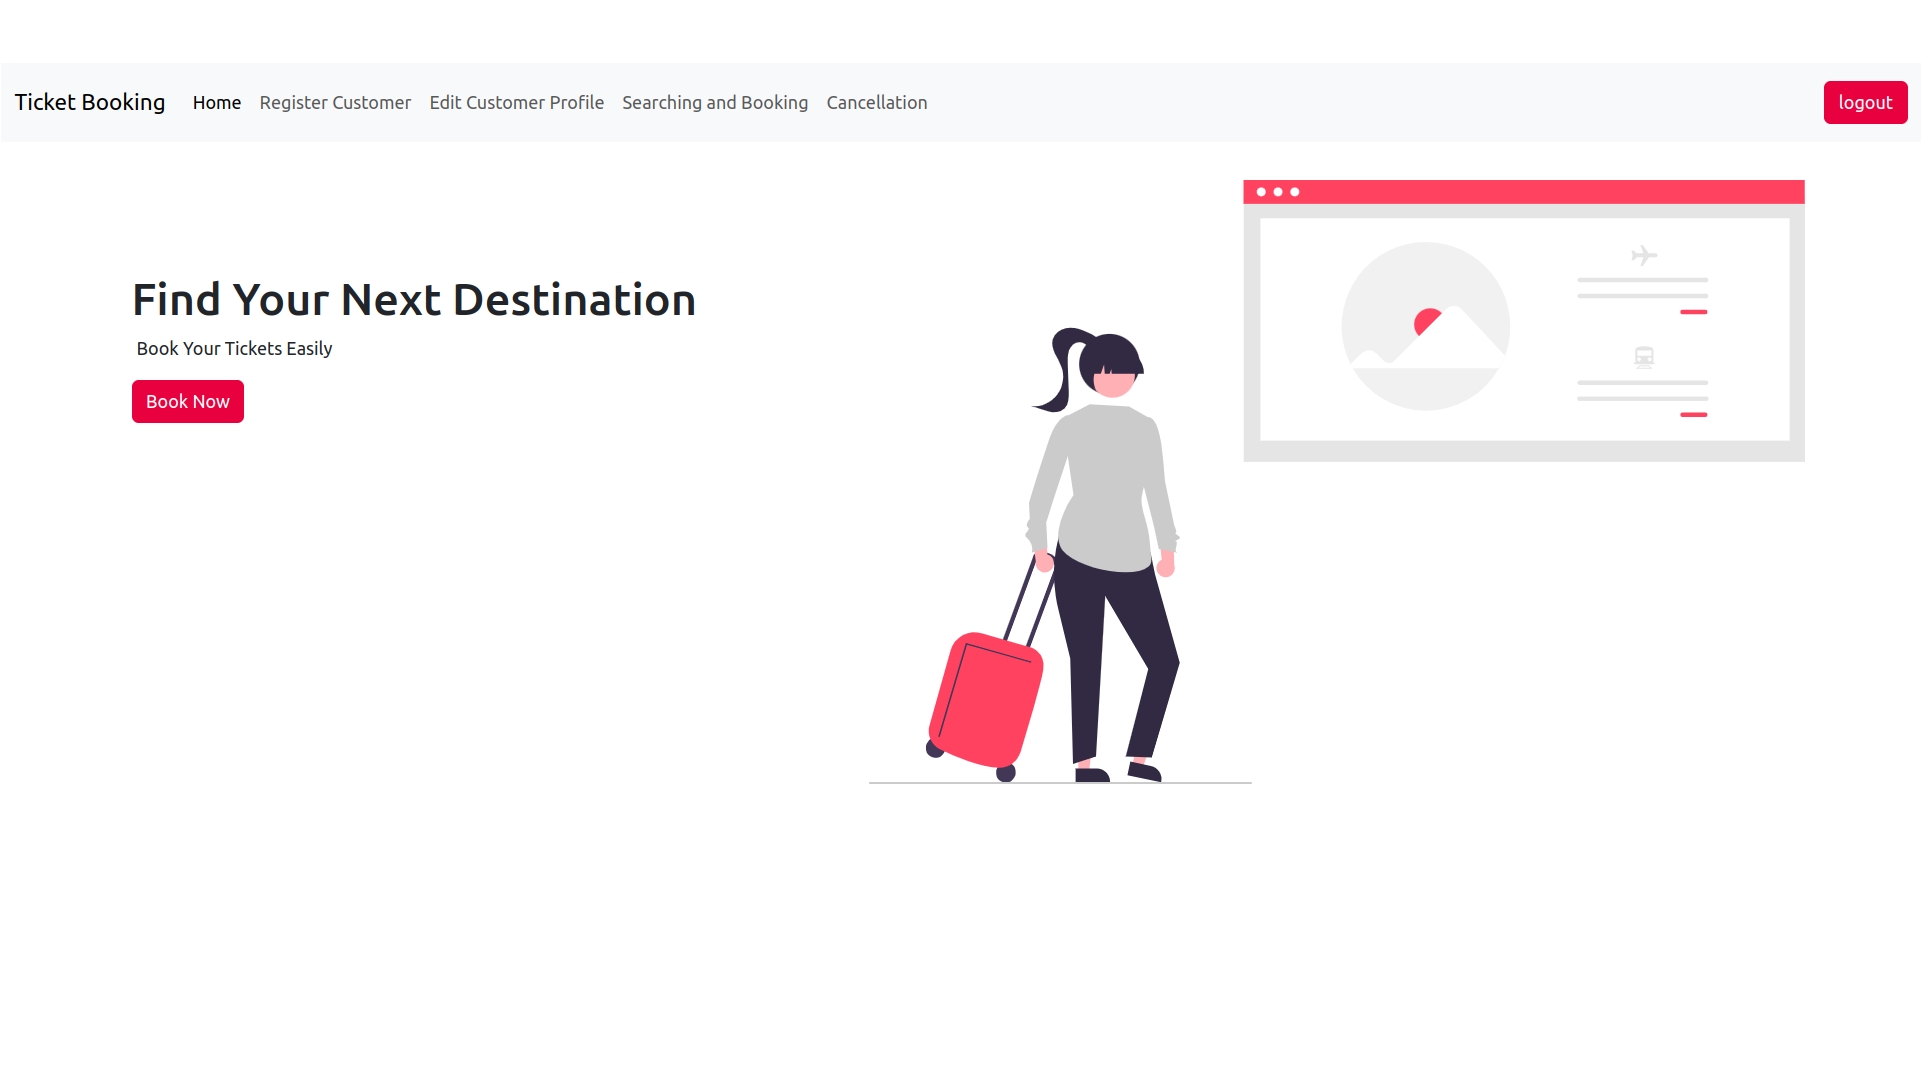 Ticket Booking Home Register Customer Edit Customer Profile Searching and Booking Cancellation logout
Find Your Next Destination
Book Your Tickets Easily
Book Now